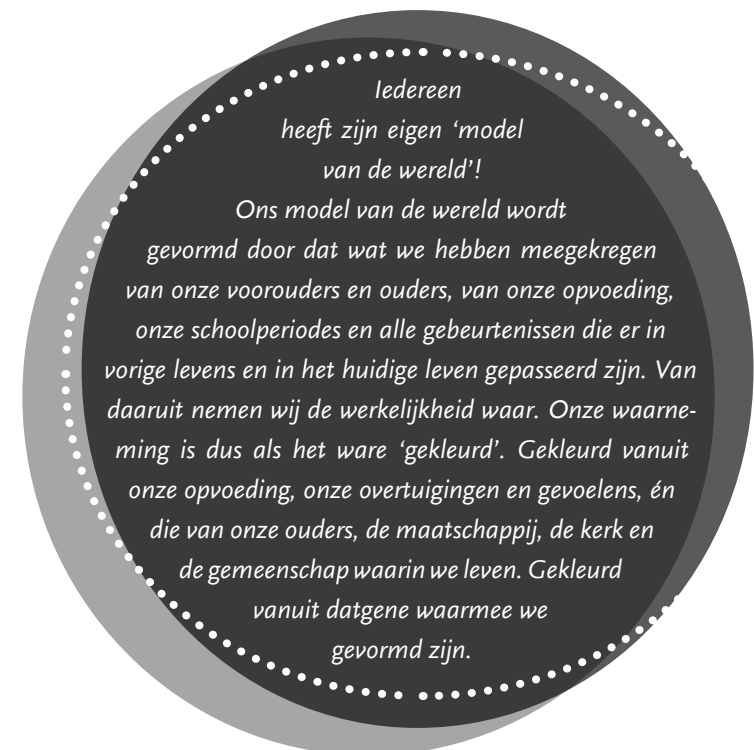 Iedereen
heeft zijn eigen ‘model
van de wereld’!
Ons model van de wereld wordt
gevormd door dat wat we hebben meegekregen
van onze voorouders en ouders, van onze opvoeding,
onze schoolperiodes en alle gebeurtenissen die er in
vorige levens en in het huidige leven gepasseerd zijn. Van
daaruit nemen wij de werkelijkheid waar. Onze waarne-
ming is dus als het ware ‘gekleurd’. Gekleurd vanuit
onze opvoeding, onze overtuigingen en gevoelens, én
die van onze ouders, de maatschappij, de kerk en
de gemeenschap waarin we leven. Gekleurd
vanuit datgene waarmee we
gevormd zijn.